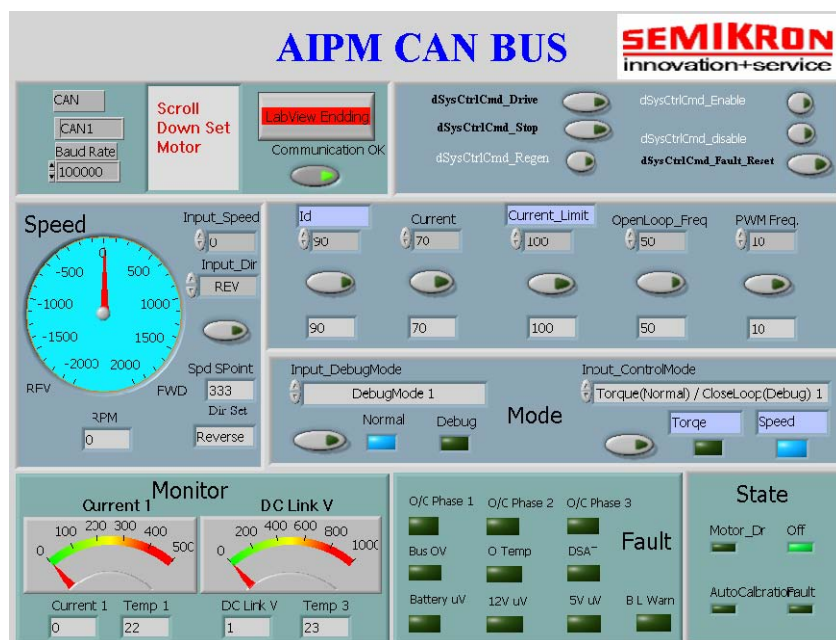 AIPM CAN BUS
SEMIKRON
innovation+service
CAN
CAN1
Baud Rate
100000
Scroll
Down Set
Motor
LabView Endding
Communication OK
dSysCtrlCmd_Drive
dSysCtrlCmd_Stop
dSysCtrlCmd_Regen
dSysCtrlCmd_Enable
dSysCtrlCmd_disable
dSysCtrlCmd_Fault_Reset
Speed
-2000 -1500 -1000 -500 0 500 1000 1500 2000
REV
FWD
RPM
0
Input_Speed
0
Input_Dir
REV
Spd SPoint
333
Dir Set
Reverse
Id
90
90
Current
70
70
Current_Limit
100
100
OpenLoop_Freq
50
50
PWM Freq.
10
10
Input_DebugMode
DebugMode 1
Normal
Debug
Mode
Input_ControlMode
Torque(Normal) / CloseLoop(Debug) 1
Torqe
Speed
Monitor
Current 1
0 100 200 300 400 500
DC Link V
0 200 400 600 800 1000
Current 1
0
Temp 1
22
DC Link V
1
Temp 3
23
O/C Phase 1
O/C Phase 2
O/C Phase 3
Bus OV
O Temp
DSAT
Fault
Battery uV
12V uV
5V uV
B L Warn
State
Motor_Dr
Off
AutoCalbration
Fault